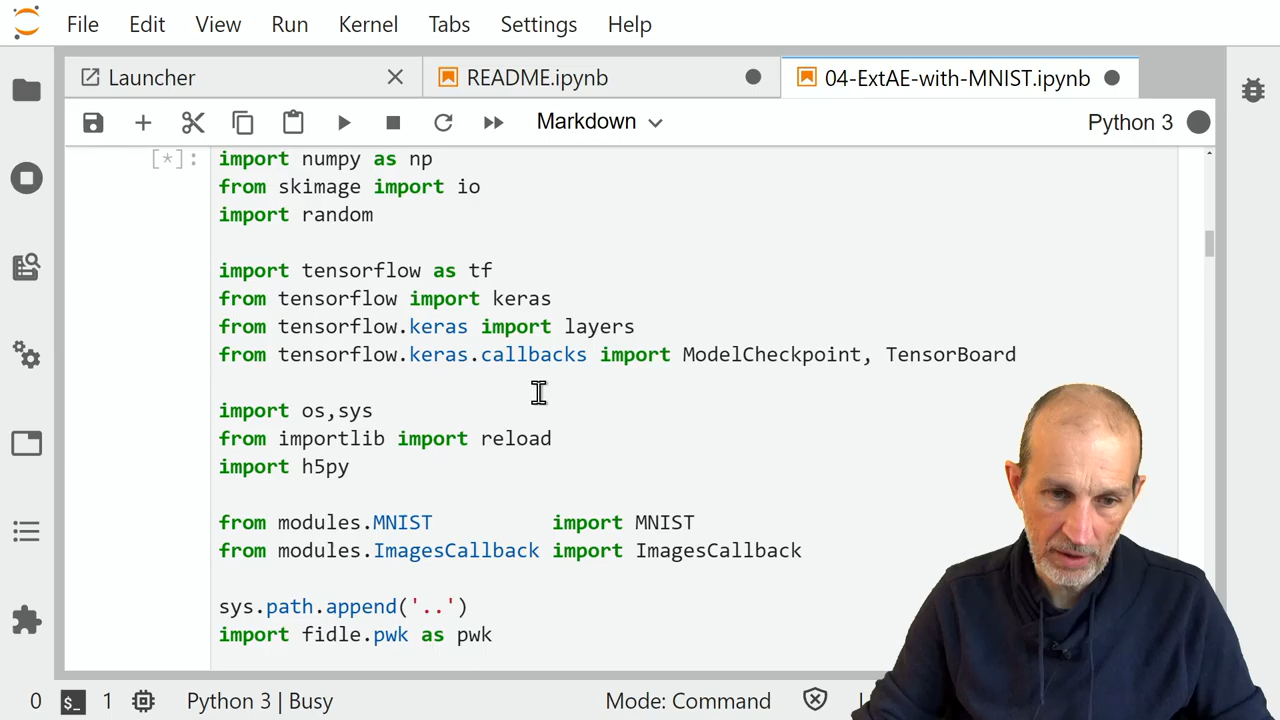 File Edit View Run Kernel Tabs Settings Help
Launcher README.ipynb 04-ExtAE-with-MNIST.ipynb
Markdown Python 3
[*]: import numpy as np
from skimage import io
import random
import tensorflow as tf
from tensorflow import keras
from tensorflow.keras import layers
from tensorflow.keras.callbacks import ModelCheckpoint, TensorBoard
import os,sys
from importlib import reload
import h5py
from modules.MNIST import MNIST
from modules.ImagesCallback import ImagesCallback
sys.path.append('..')
import fidle.pwk as pwk
0 $_ 1 Python 3 | Busy Mode: Command